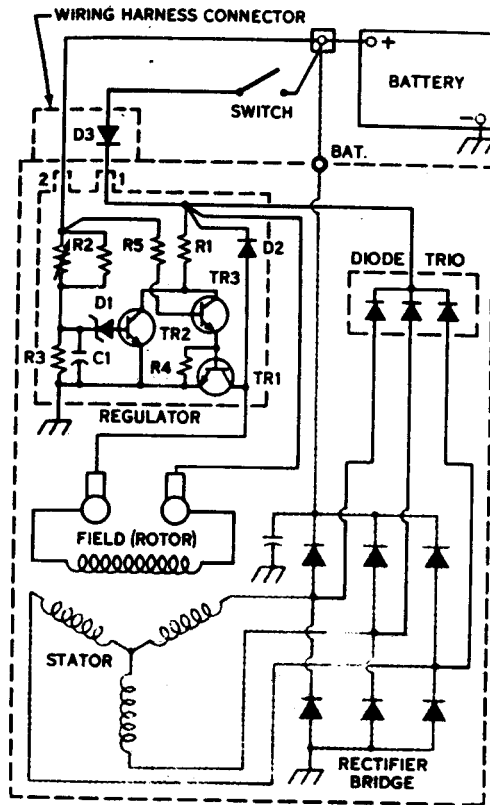 WIRING HARNESS CONNECTOR
+
BATTERY
-
SWITCH
D3
BAT.
2
1
R2
R5
R1
D2
DIODE TRIO
TR3
D1
TR2
R3
C1
R4
TR1
REGULATOR
FIELD (ROTOR)
STATOR
RECTIFIER
BRIDGE